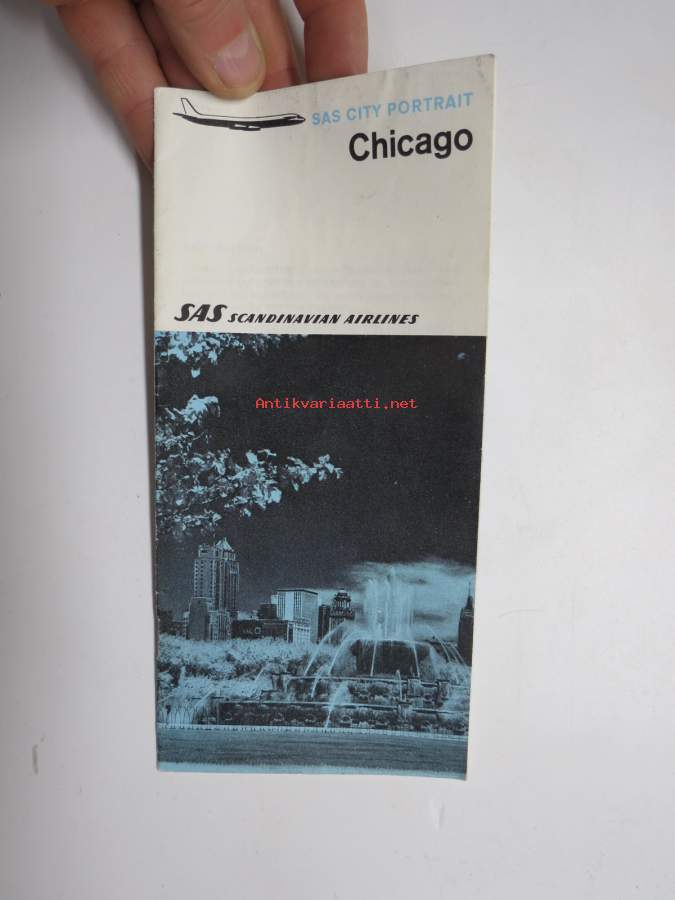 SAS CITY PORTRAIT
Chicago
SAS SCANDINAVIAN AIRLINES
Antikvariaatti.net